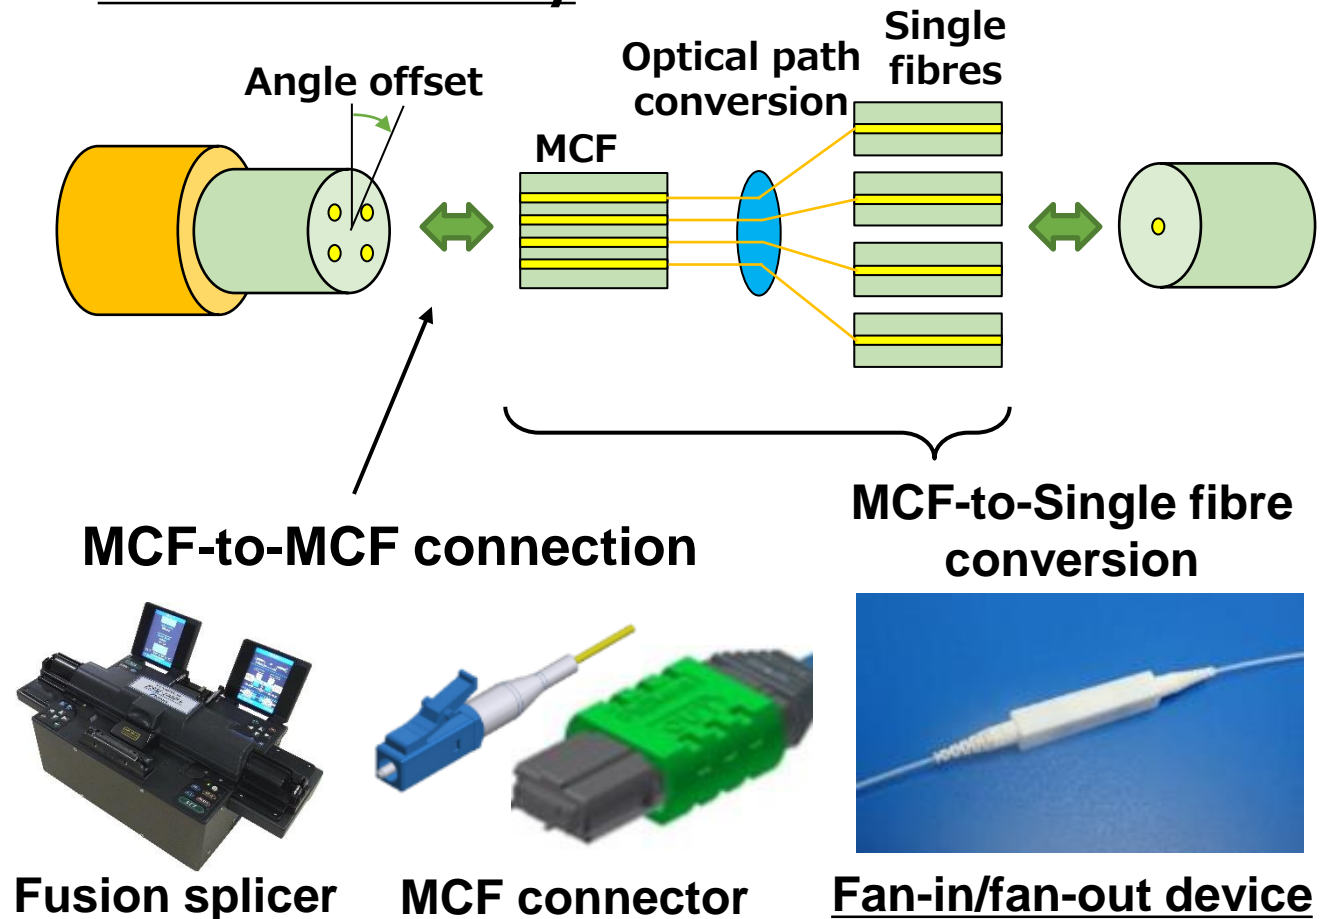 Single
fibres
Optical path
conversion
Angle offset
MCF
MCF-to-Single fibre
conversion
MCF-to-MCF connection
Fusion splicer
MCF connector
Fan-in/fan-out device